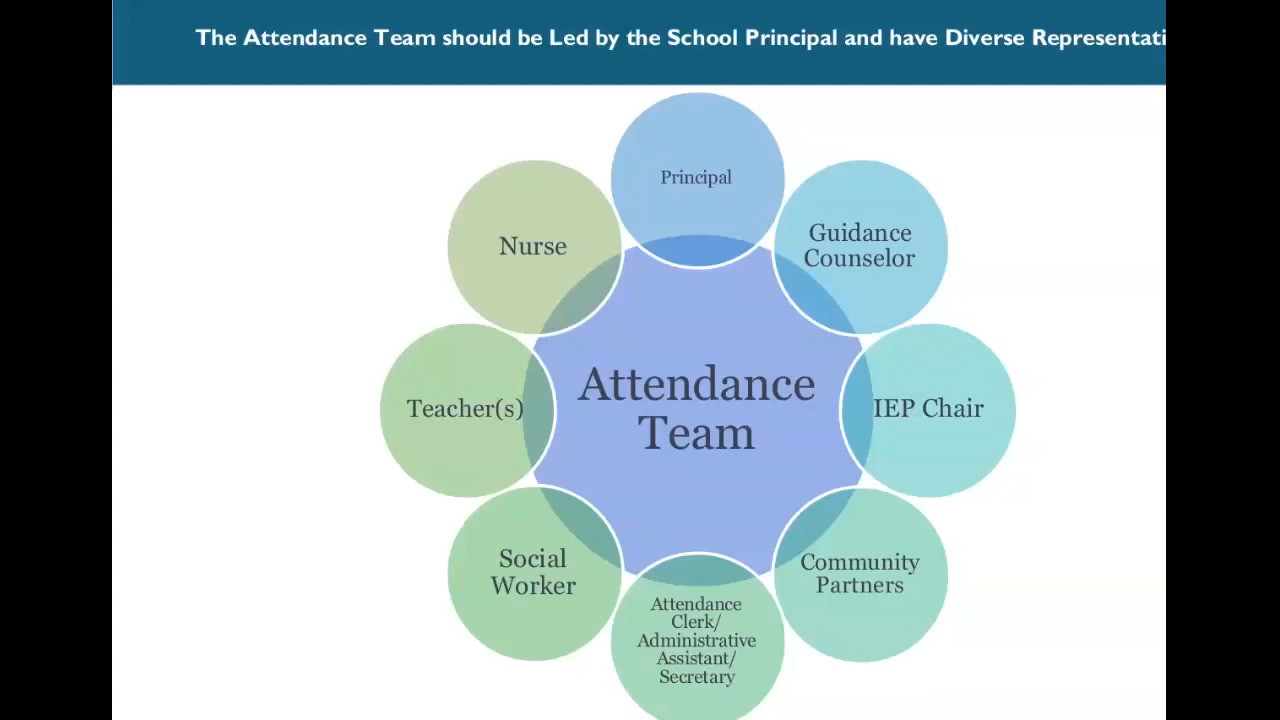 The Attendance Team should be Led by the School Principal and have Diverse Representati
Principal
Guidance
Counselor
IEP Chair
Community
Partners
Attendance
Clerk/
Administrative
Assistant/
Secretary
Social
Worker
Teacher(s)
Nurse
Attendance
Team